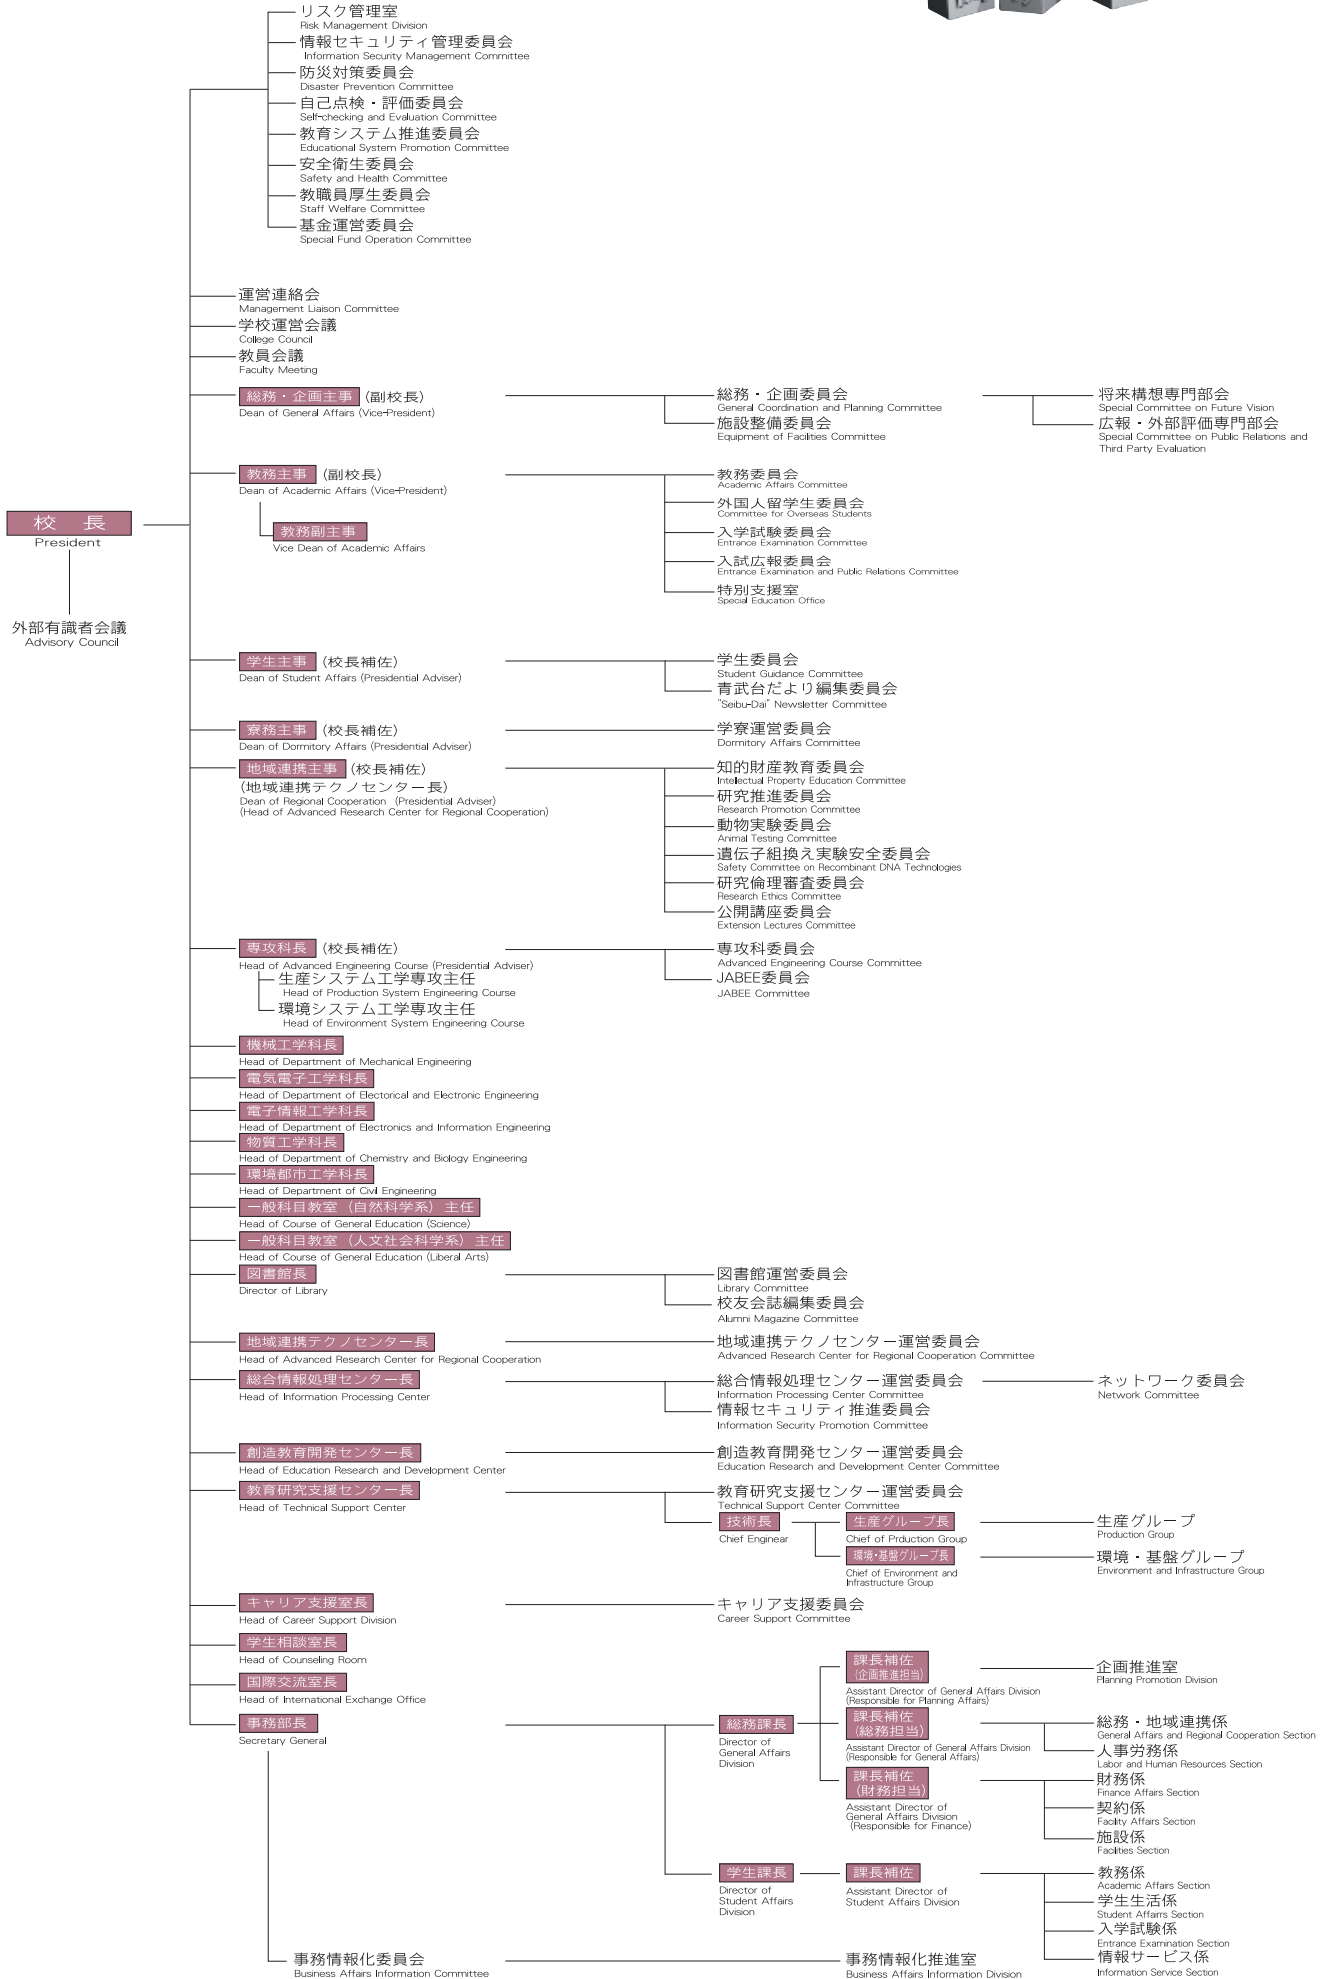 リスク管理室
Risk Management Division
情報セキュリティ管理委員会
Information Security Management Committee
防災対策委員会
Disaster Prevention Committee
自己点検・評価委員会
Self-checking and Evaluation Committee
教育システム推進委員会
Educational System Promotion Committee
安全衛生委員会
Safety and Health Committee
教職員厚生委員会
Staff Welfare Committee
基金運営委員会
Special Fund Operation Committee
運営連絡会
Management Liaison Committee
学校運営会議
College Council
教員会議
Faculty Meeting
総務・企画主事 (副校長)
Dean of General Affairs (Vice-President)
総務・企画委員会
General Coordination and Planning Committee
施設整備委員会
Equipment of Facilities Committee
将来構想専門部会
Special Committee on Future Vision
広報・外部評価専門部会
Special Committee on Public Relations and
Third Party Evaluation
教務主事 (副校長)
Dean of Academic Affairs (Vice-President)
教務副主事
Vice Dean of Academic Affairs
教務委員会
Academic Affairs Committee
外国人留学生委員会
Committee for Overseas Students
入学試験委員会
Entrance Examination Committee
入試広報委員会
Entrance Examination and Public Relations Committee
特別支援室
Special Education Office
校 長
President
外部有識者会議
Advisory Council
学生主事 (校長補佐)
Dean of Student Affairs (Presidential Adviser)
学生委員会
Student Guidance Committee
青武台だより編集委員会
"Seibu-Dai" Newsletter Committee
寮務主事 (校長補佐)
Dean of Dormitory Affairs (Presidential Adviser)
学寮運営委員会
Dormitory Affairs Committee
地域連携主事 (校長補佐)
(地域連携テクノセンター長)
Dean of Regional Cooperation (Presidential Adviser)
(Head of Advanced Research Center for Regional Cooperation)
知的財産教育委員会
Intellectual Property Education Committee
研究推進委員会
Research Promotion Committee
動物実験委員会
Animal Testing Committee
遺伝子組換え実験安全委員会
Safety Committee on Recombinant DNA Technologies
研究倫理審査委員会
Research Ethics Committee
公開講座委員会
Extension Lectures Committee
専攻科長 (校長補佐)
Head of Advanced Engineering Course (Presidential Adviser)
生産システム工学専攻主任
Head of Production System Engineering Course
環境システム工学専攻主任
Head of Environment System Engineering Course
専攻科委員会
Advanced Engineering Course Committee
JABEE委員会
JABEE Committee
機械工学科長
Head of Department of Mechanical Engineering
電気電子工学科長
Head of Department of Electorical and Electronic Engineering
電子情報工学科長
Head of Department of Electronics and Information Engineering
物質工学科長
Head of Department of Chemistry and Biology Engineering
環境都市工学科長
Head of Department of Civil Engineering
一般科目教室 (自然科学系) 主任
Head of Course of General Education (Science)
一般科目教室 (人文社会科学系) 主任
Head of Course of General Education (Liberal Arts)
図書館長
Director of Library
図書館運営委員会
Library Committee
校友会誌編集委員会
Alumni Magazine Committee
地域連携テクノセンター長
Head of Advanced Research Center for Regional Cooperation
地域連携テクノセンター運営委員会
Advanced Research Center for Regional Cooperation Committee
総合情報処理センター長
Head of Information Processing Center
総合情報処理センター運営委員会
Information Processing Center Committee
情報セキュリティ推進委員会
Information Security Promotion Committee
ネットワーク委員会
Network Committee
創造教育開発センター長
Head of Education Research and Development Center
創造教育開発センター運営委員会
Education Research and Development Center Committee
教育研究支援センター長
Head of Technical Support Center
教育研究支援センター運営委員会
Technical Support Center Committee
技術長
Chief Enginear
生産グループ長
Chief of Prduction Group
生産グループ
Production Group
環境・基盤グループ長
Chief of Environment and
Infrastructure Group
環境・基盤グループ
Environment and Infrastructure Group
キャリア支援室長
Head of Career Support Division
キャリア支援委員会
Career Support Committee
学生相談室長
Head of Counseling Room
国際交流室長
Head of International Exchange Office
事務部長
Secretary General
総務課長
Director of
General Affairs
Division
課長補佐
(企画推進担当)
Assistant Director of General Affairs Division
(Responsible for Planning Affairs)
企画推進室
Planning Promotion Division
課長補佐
(総務担当)
Assistant Director of General Affairs Division
(Responsible for General Affairs)
総務・地域連携係
General Affairs and Regional Cooperation Section
人事労務係
Labor and Human Resources Section
課長補佐
(財務担当)
Assistant Director of
General Affairs Division
(Responsible for Finance)
財務係
Finance Affairs Section
契約係
Facility Affairs Section
施設係
Facilities Section
学生課長
Director of
Student Affairs
Division
課長補佐
Assistant Director of
Student Affairs Division
教務係
Academic Affairs Section
学生生活係
Student Affairrs Section
入学試験係
Entrance Examination Section
情報サービス係
Information Service Section
事務情報化委員会
Business Affairs Information Committee
事務情報化推進室
Business Affairs Information Division